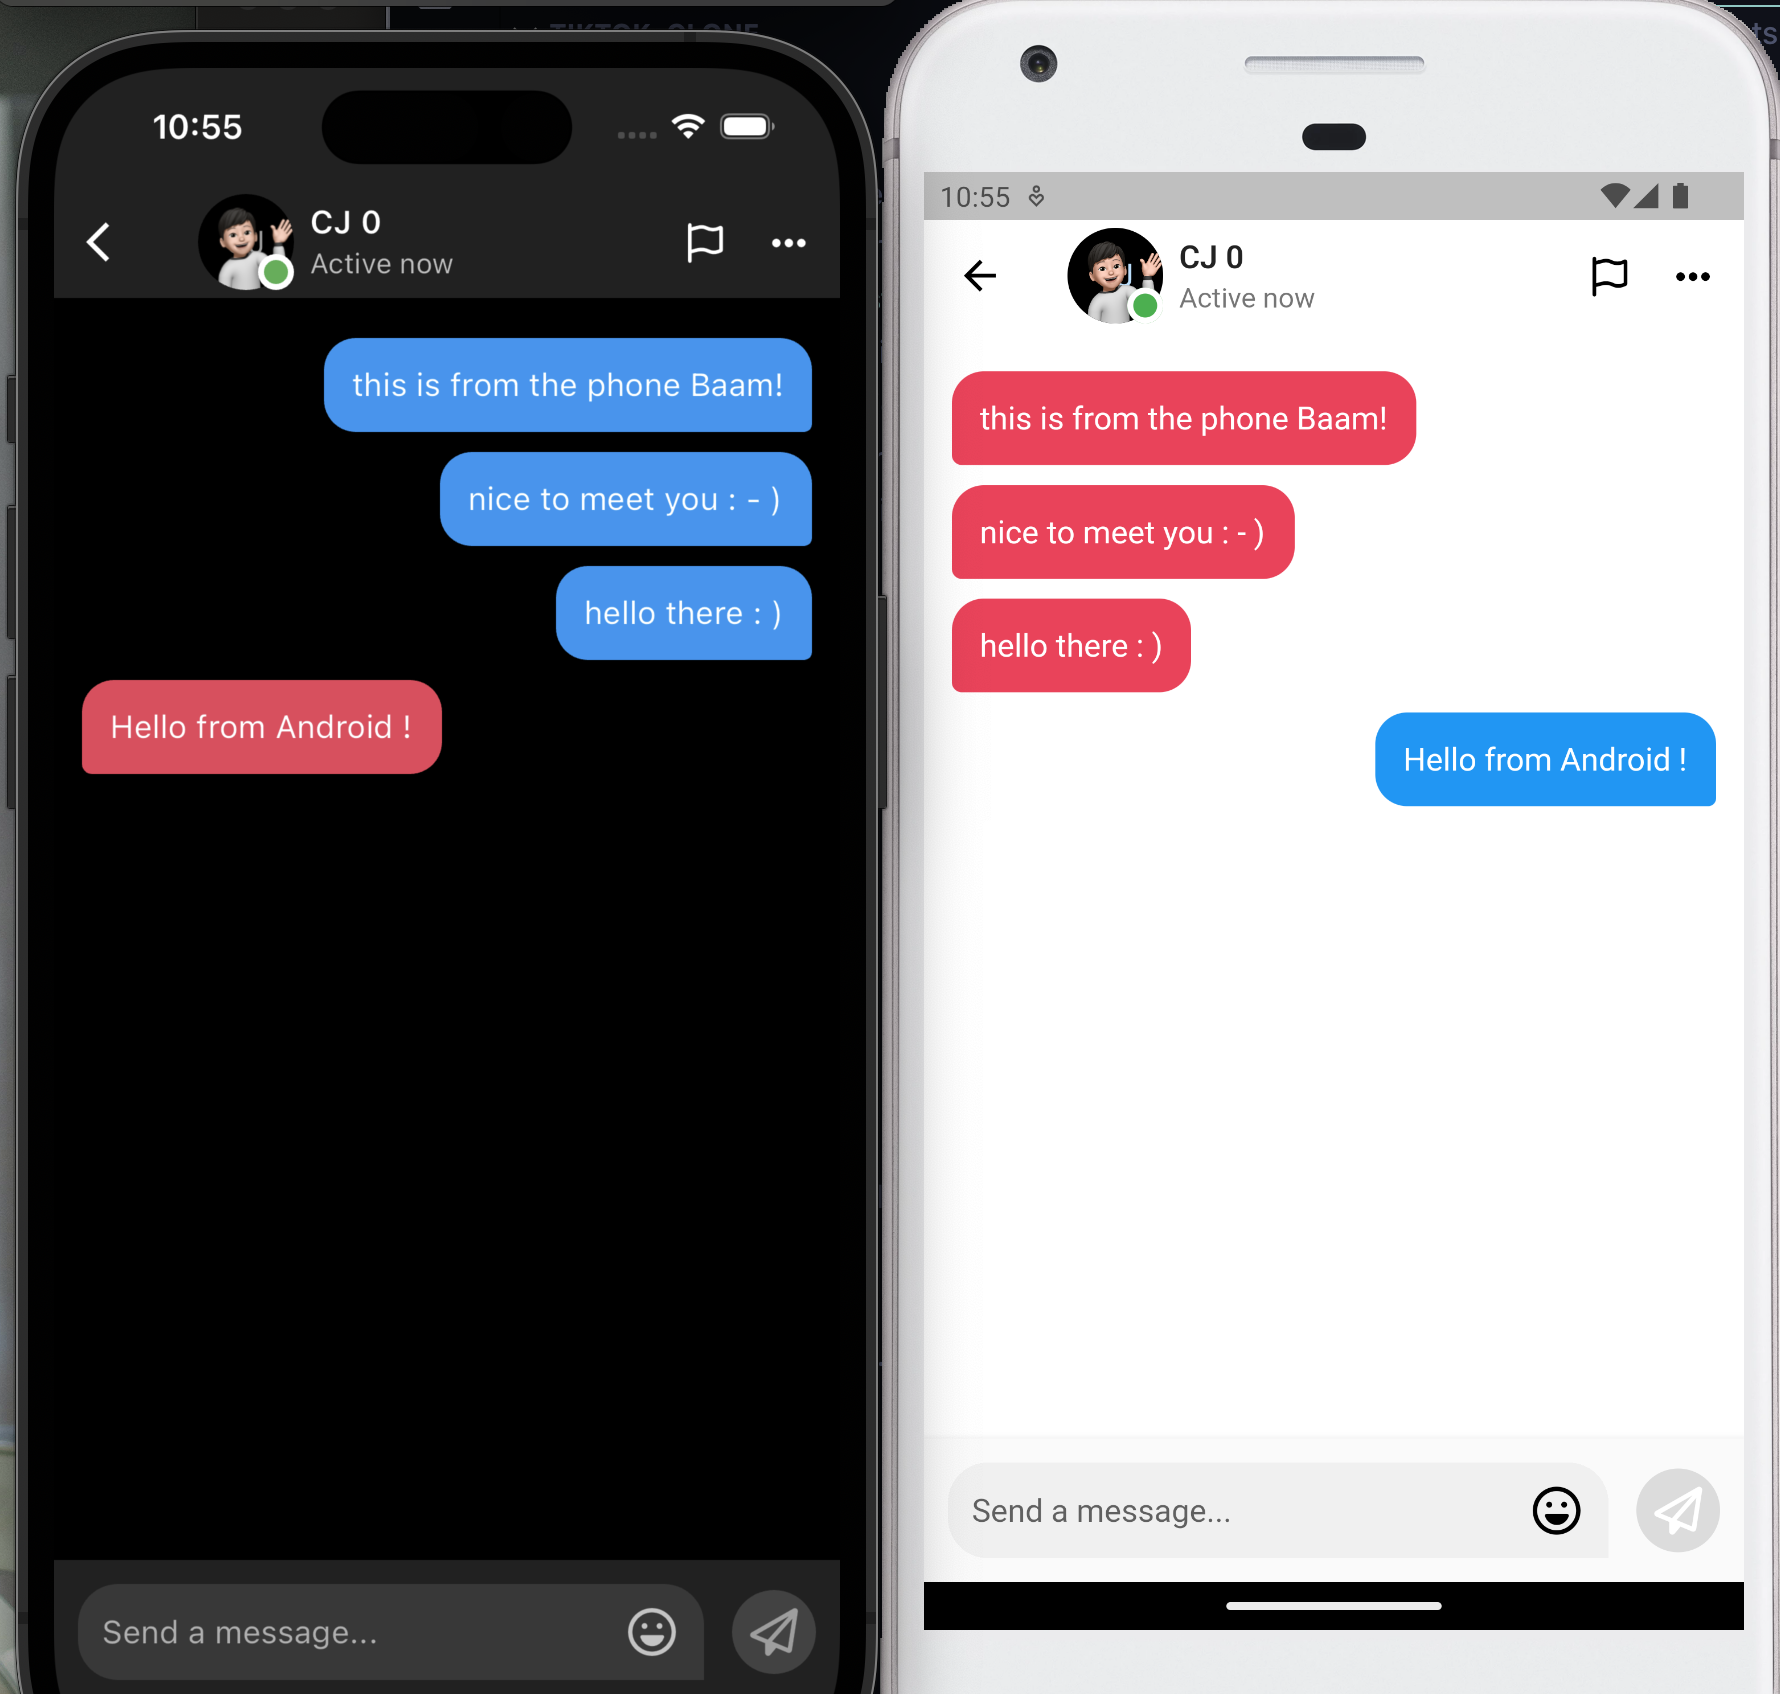 TIKTOK_CLONE
ts
10:55
CJ 0
Active now
this is from the phone Baam!
nice to meet you : - )
hello there : )
Hello from Android !
Send a message...
10:55
CJ 0
Active now
this is from the phone Baam!
nice to meet you : - )
hello there : )
Hello from Android !
Send a message...